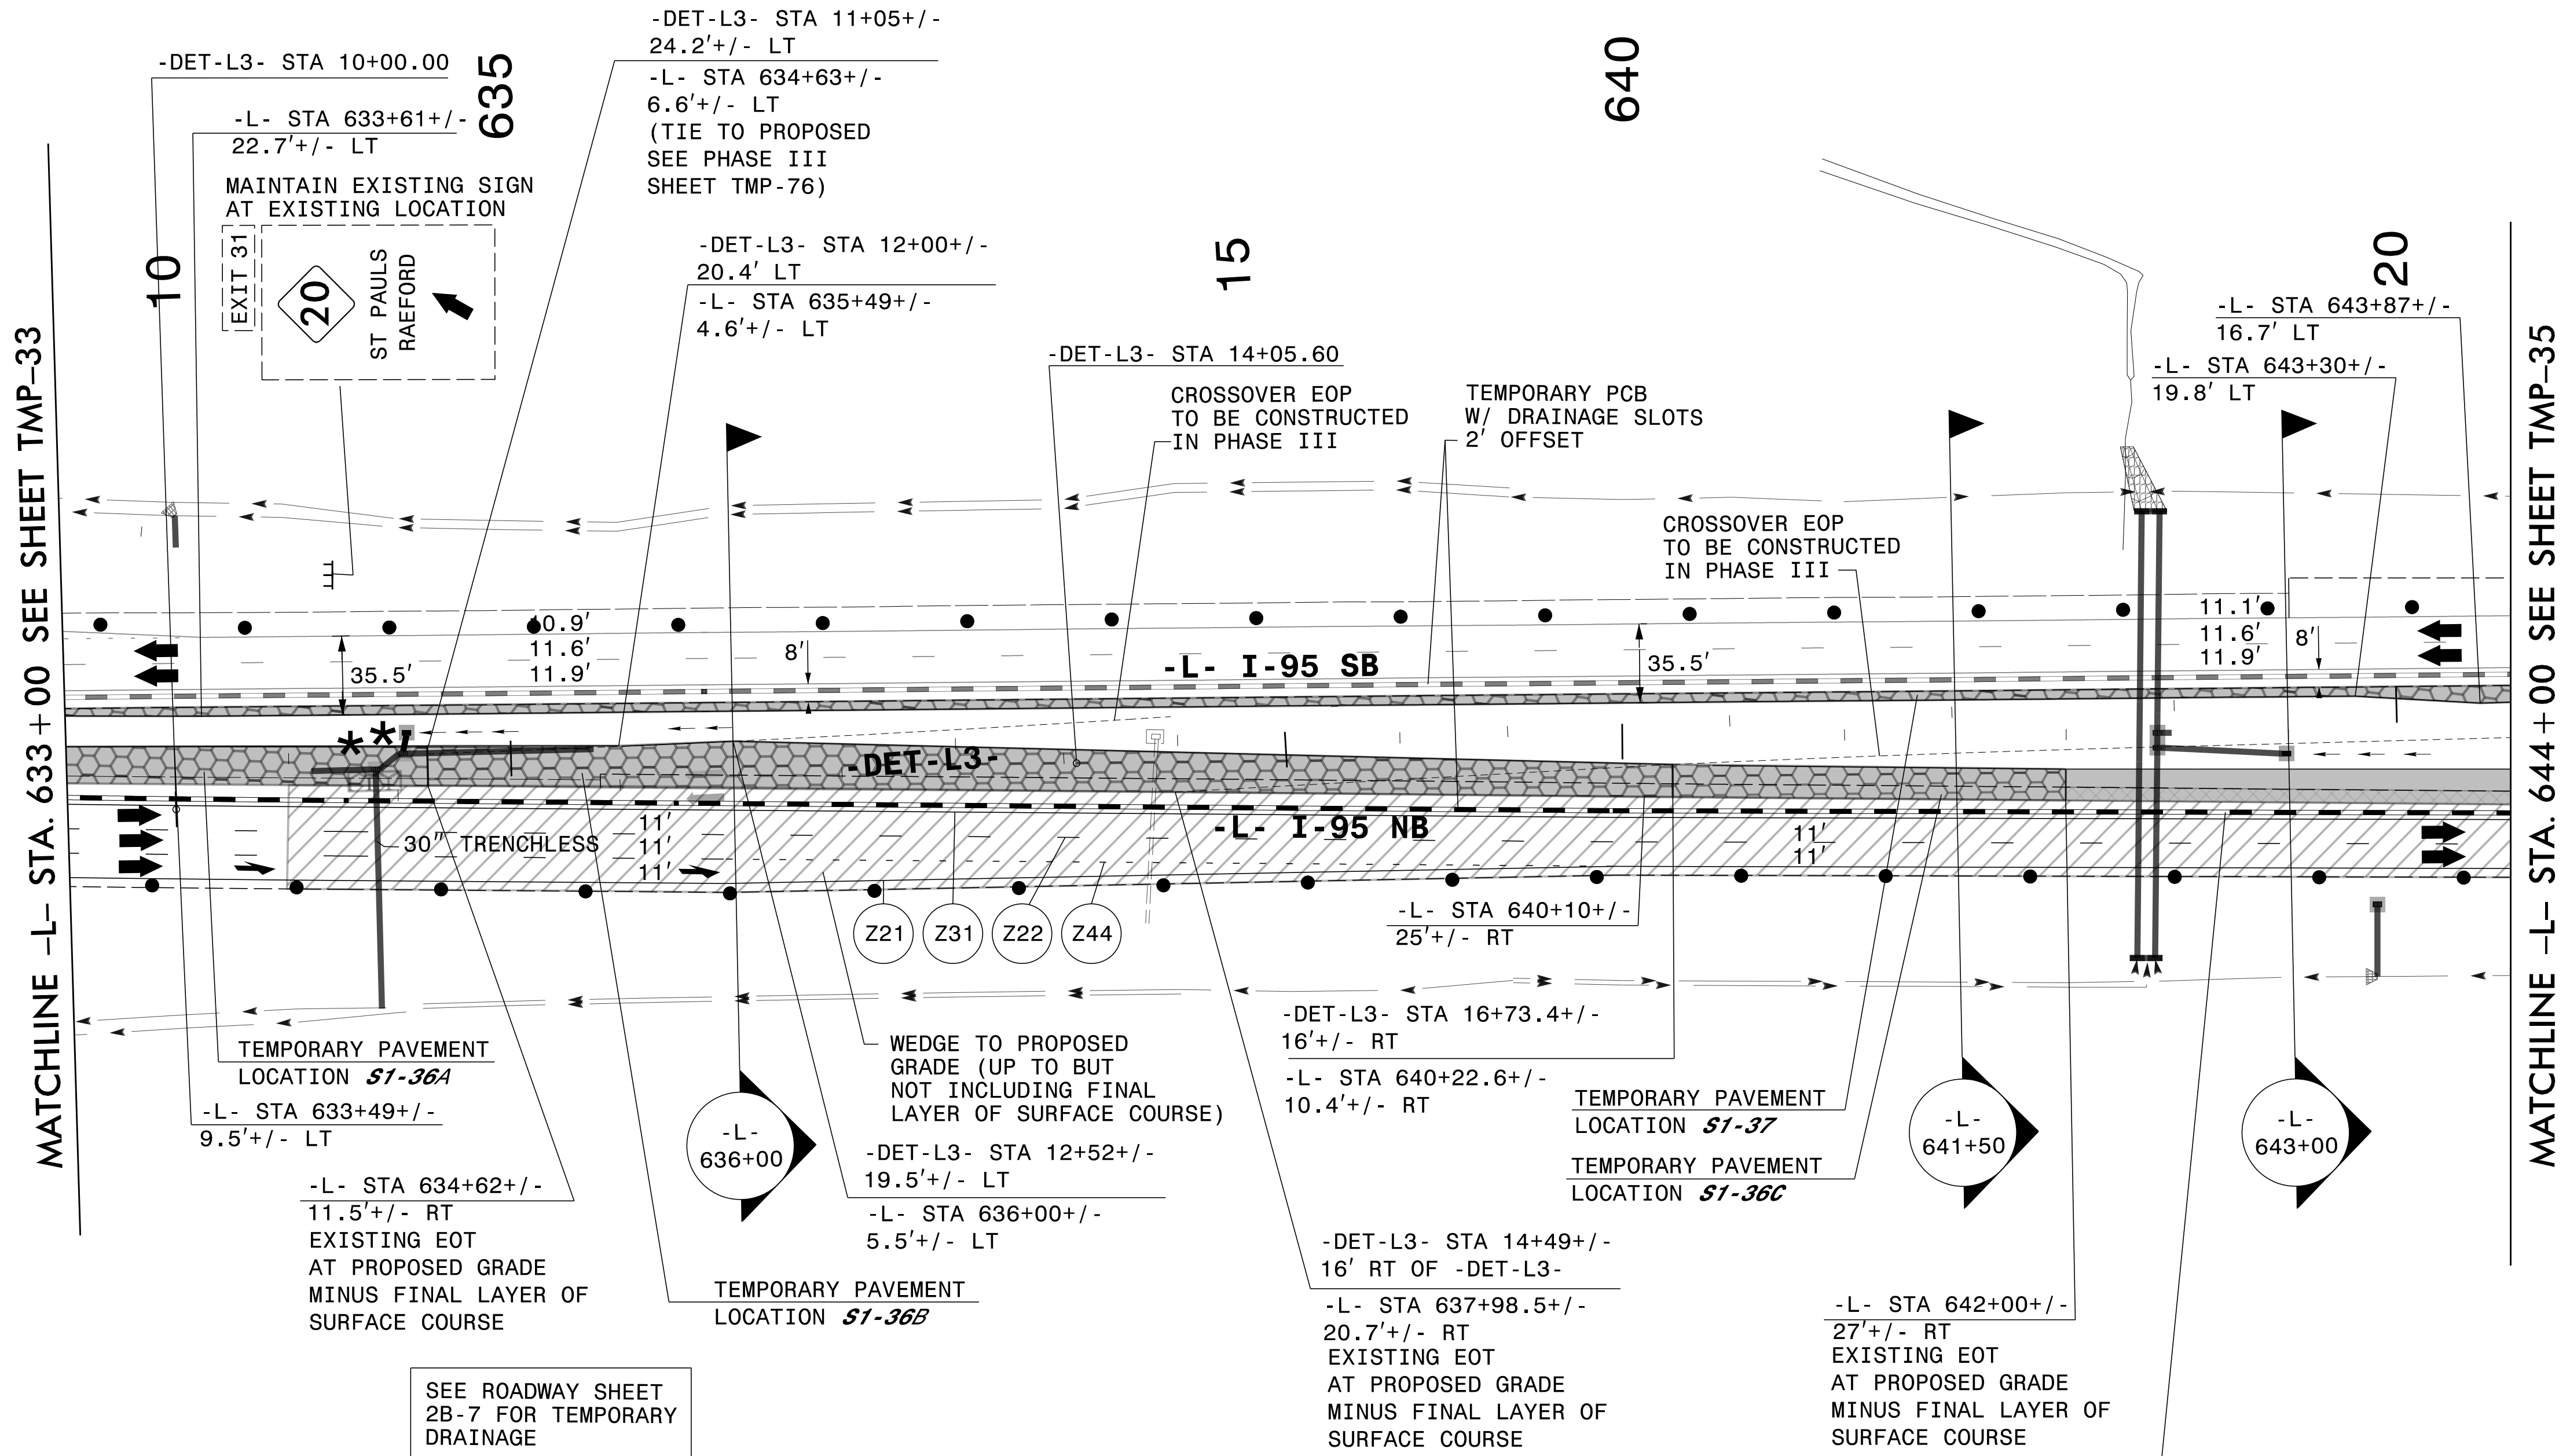 -DET-L3- STA 10+00.00
-L- STA 633+61+/-
22.7'+/- LT
635
MAINTAIN EXISTING SIGN
AT EXISTING LOCATION
EXIT 31
20
ST PAULS
RAEFORD
10
-DET-L3- STA 11+05+/-
24.2'+/- LT
-L- STA 634+63+/-
6.6'+/- LT
(TIE TO PROPOSED
SEE PHASE III
SHEET TMP-76)
-DET-L3- STA 12+00+/-
20.4' LT
-L- STA 635+49+/-
4.6'+/- LT
15
640
20
-DET-L3- STA 14+05.60
CROSSOVER EOP
TO BE CONSTRUCTED
IN PHASE III
TEMPORARY PCB
W/ DRAINAGE SLOTS
2' OFFSET
CROSSOVER EOP
TO BE CONSTRUCTED
IN PHASE III
-L- STA 643+87+/-
16.7' LT
-L- STA 643+30+/-
19.8' LT
MATCHLINE -L- STA. 633+00 SEE SHEET TMP-33
MATCHLINE -L- STA. 644+00 SEE SHEET TMP-35
10.9'
11.6'
11.9'
35.5'
8'
-L- I-95 SB
35.5'
11.1'
11.6'
11.9'
8'
**
-DET-L3-
30" TRENCHLESS
11'
11'
11'
-L- I-95 NB
11'
11'
Z21
Z31
Z22
Z44
-L- STA 640+10+/-
25'+/- RT
-DET-L3- STA 16+73.4+/-
16'+/- RT
-L- STA 640+22.6+/-
10.4'+/- RT
TEMPORARY PAVEMENT
LOCATION S1-36A
-L- STA 633+49+/-
9.5'+/- LT
WEDGE TO PROPOSED
GRADE (UP TO BUT
NOT INCLUDING FINAL
LAYER OF SURFACE COURSE)
-L-
636+00
-DET-L3- STA 12+52+/-
19.5'+/- LT
-L- STA 636+00+/-
5.5'+/- LT
TEMPORARY PAVEMENT
LOCATION S1-37
TEMPORARY PAVEMENT
LOCATION S1-36C
-L-
641+50
-L-
643+00
-L- STA 634+62+/-
11.5'+/- RT
EXISTING EOT
AT PROPOSED GRADE
MINUS FINAL LAYER OF
SURFACE COURSE
TEMPORARY PAVEMENT
LOCATION S1-36B
-DET-L3- STA 14+49+/-
16' RT OF -DET-L3-
-L- STA 637+98.5+/-
20.7'+/- RT
EXISTING EOT
AT PROPOSED GRADE
MINUS FINAL LAYER OF
SURFACE COURSE
-L- STA 642+00+/-
27'+/- RT
EXISTING EOT
AT PROPOSED GRADE
MINUS FINAL LAYER OF
SURFACE COURSE
SEE ROADWAY SHEET
2B-7 FOR TEMPORARY
DRAINAGE